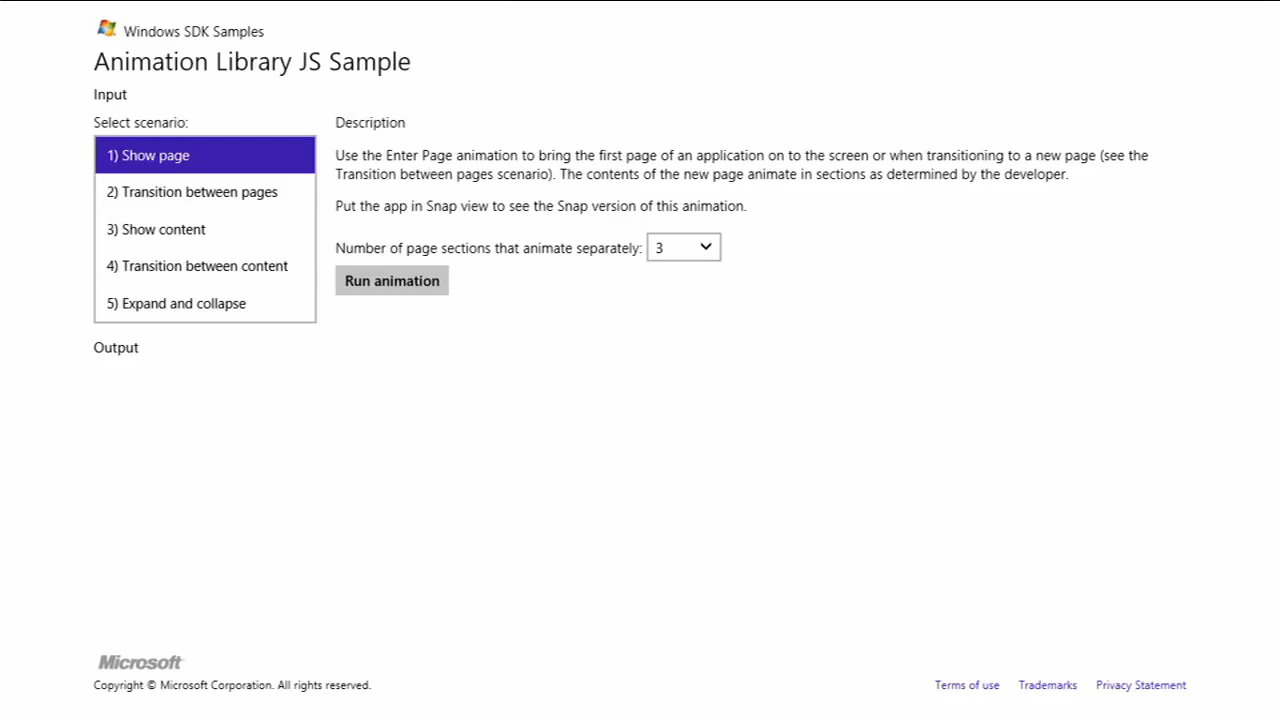 Windows SDK Samples
Animation Library JS Sample
Input
Select scenario:
1) Show page
2) Transition between pages
3) Show content
4) Transition between content
5) Expand and collapse
Description
Use the Enter Page animation to bring the first page of an application on to the screen or when transitioning to a new page (see the
Transition between pages scenario). The contents of the new page animate in sections as determined by the developer.
Put the app in Snap view to see the Snap version of this animation.
Number of page sections that animate separately: 3
Run animation
Output
Microsoft
Copyright © Microsoft Corporation. All rights reserved.
Terms of use Trademarks Privacy Statement